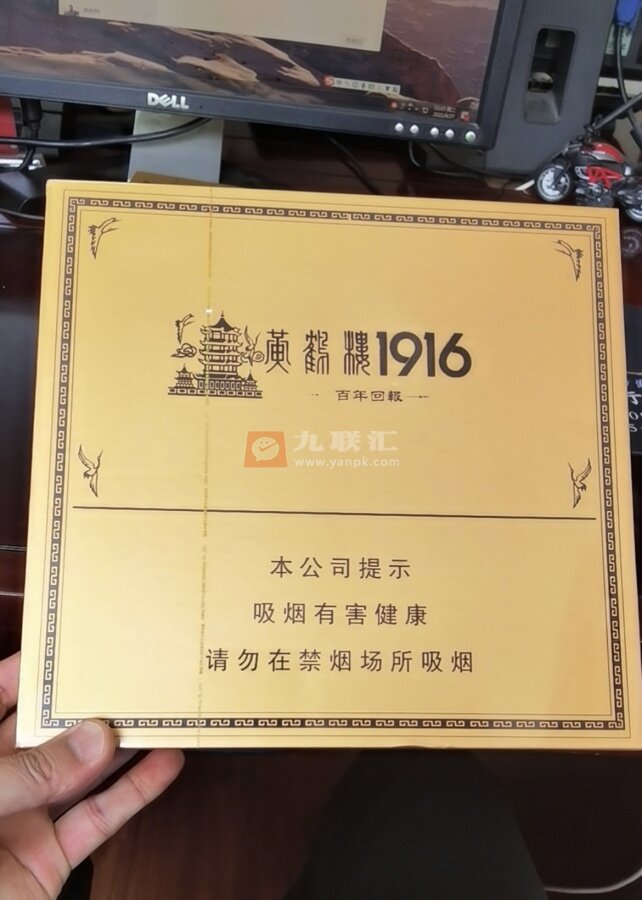 DELL
黄鹤樓1916
百年回報
九联汇
www.yanpk.com
本公司提示
吸烟有害健康
请勿在禁烟场所吸烟